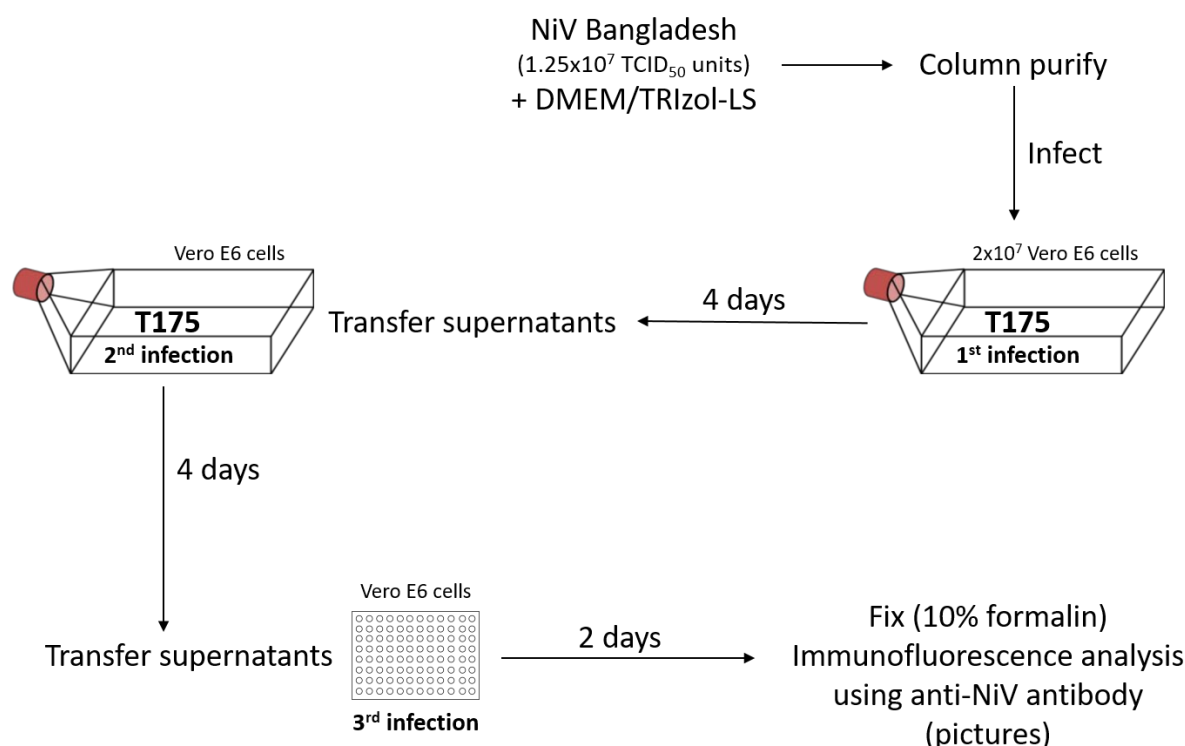 NiV Bangladesh
(1.25x10⁷ TCID₅₀ units)
+ DMEM/TRIzol-LS
Column purify
Infect
2x10⁷ Vero E6 cells
T175
1ˢᵗ infection
4 days
Transfer supernatants
Vero E6 cells
T175
2ⁿᵈ infection
4 days
Transfer supernatants
Vero E6 cells
3ʳᵈ infection
2 days
Fix (10% formalin)
Immunofluorescence analysis
using anti-NiV antibody
(pictures)